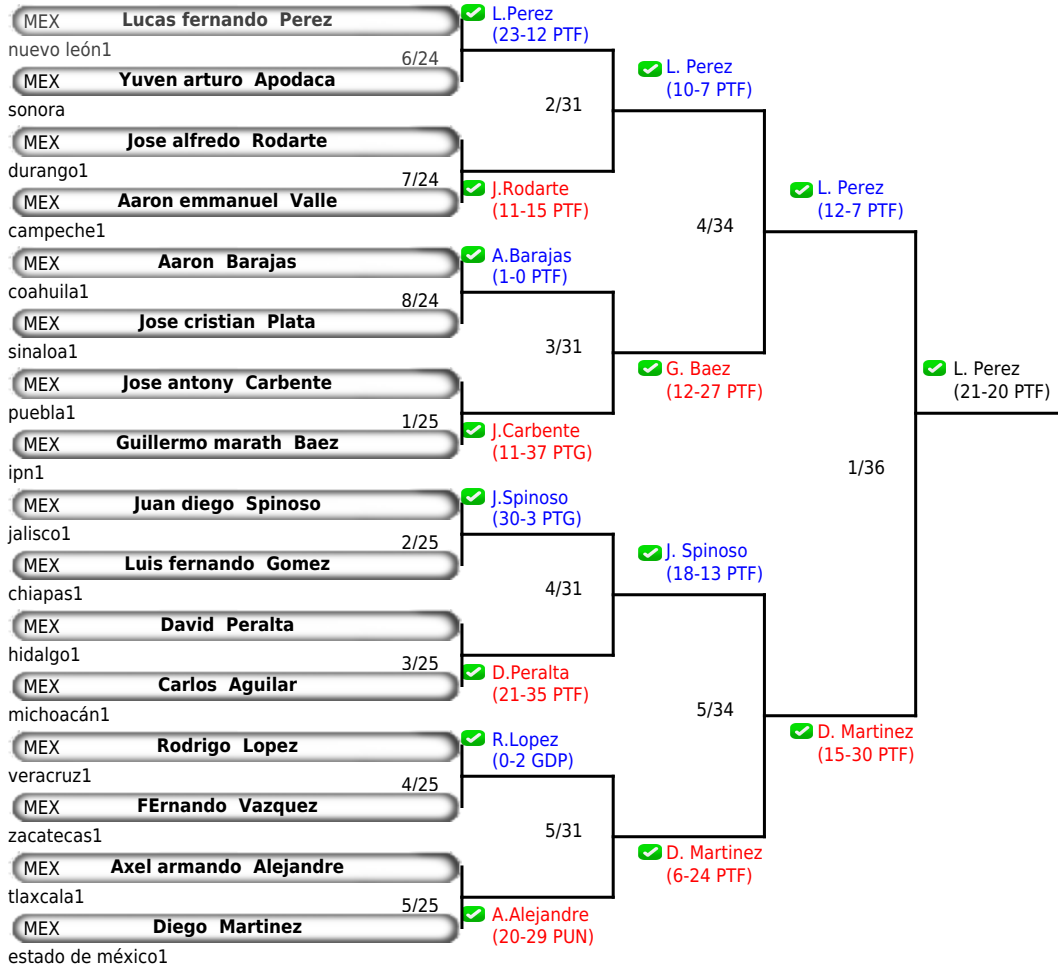 MEX Lucas fernando Perez
nuevo león1
6/24
MEX Yuven arturo Apodaca
sonora
L.Perez
(23-12 PTF)
MEX Jose alfredo Rodarte
durango1
7/24
MEX Aaron emmanuel Valle
campeche1
J.Rodarte
(11-15 PTF)
2/31
L. Perez
(10-7 PTF)
MEX Aaron Barajas
coahuila1
8/24
MEX Jose cristian Plata
sinaloa1
A.Barajas
(1-0 PTF)
MEX Jose antony Carbente
puebla1
1/25
MEX Guillermo marath Baez
ipn1
J.Carbente
(11-37 PTG)
3/31
G. Baez
(12-27 PTF)
4/34
L. Perez
(12-7 PTF)
MEX Juan diego Spinoso
jalisco1
2/25
MEX Luis fernando Gomez
chiapas1
J.Spinoso
(30-3 PTG)
MEX David Peralta
hidalgo1
3/25
MEX Carlos Aguilar
michoacán1
D.Peralta
(21-35 PTF)
4/31
J. Spinoso
(18-13 PTF)
MEX Rodrigo Lopez
veracruz1
4/25
MEX FErnando Vazquez
zacatecas1
R.Lopez
(0-2 GDP)
MEX Axel armando Alejandre
tlaxcala1
5/25
MEX Diego Martinez
estado de méxico1
A.Alejandre
(20-29 PUN)
5/31
D. Martinez
(6-24 PTF)
5/34
D. Martinez
(15-30 PTF)
1/36
L. Perez
(21-20 PTF)